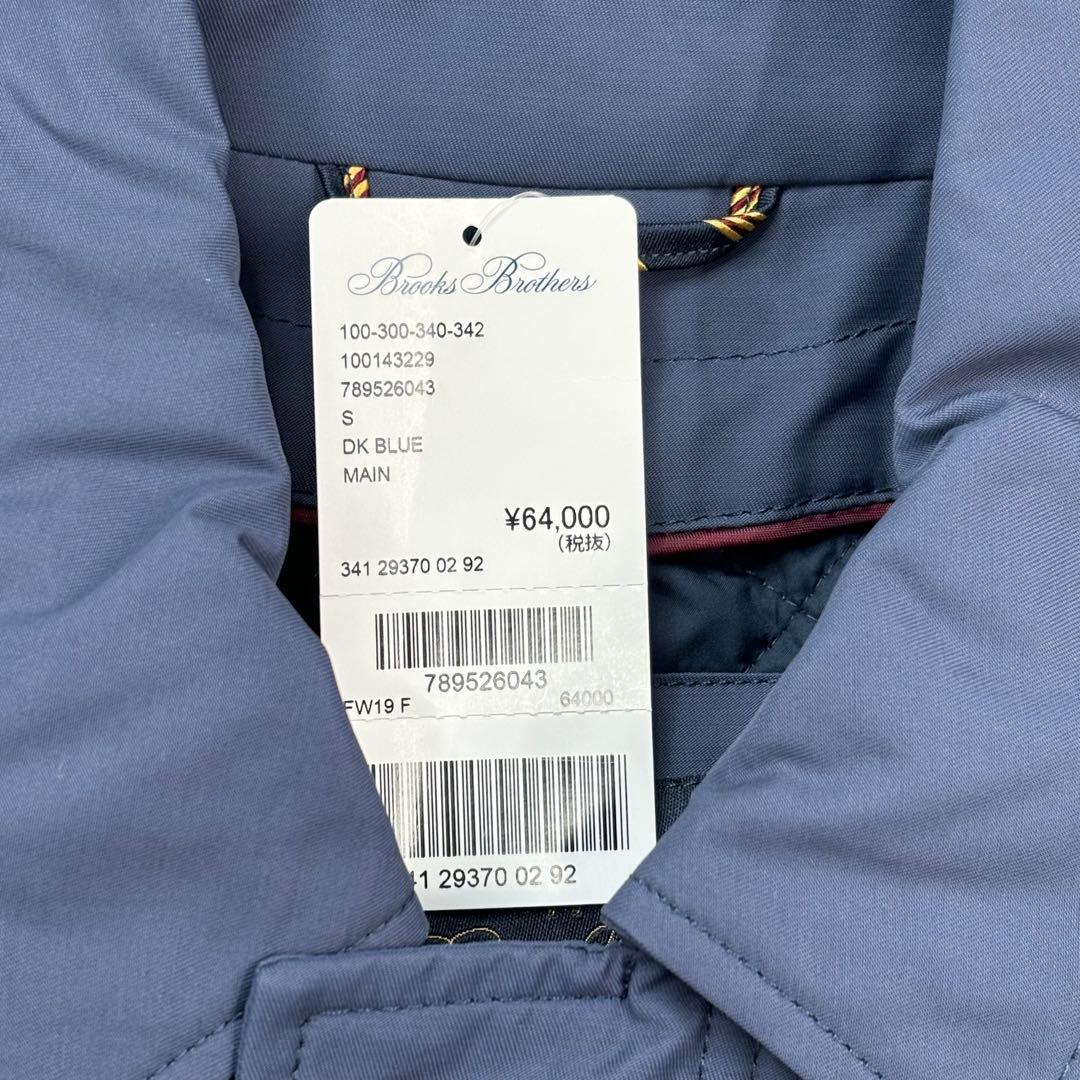 Brooks Brothers
100-300-340-342
100143229
789526043
S
DK BLUE
MAIN
¥64,000
(税抜)
341 29370 02 92
789526043
FW19 F 64000
41 29370 02 92